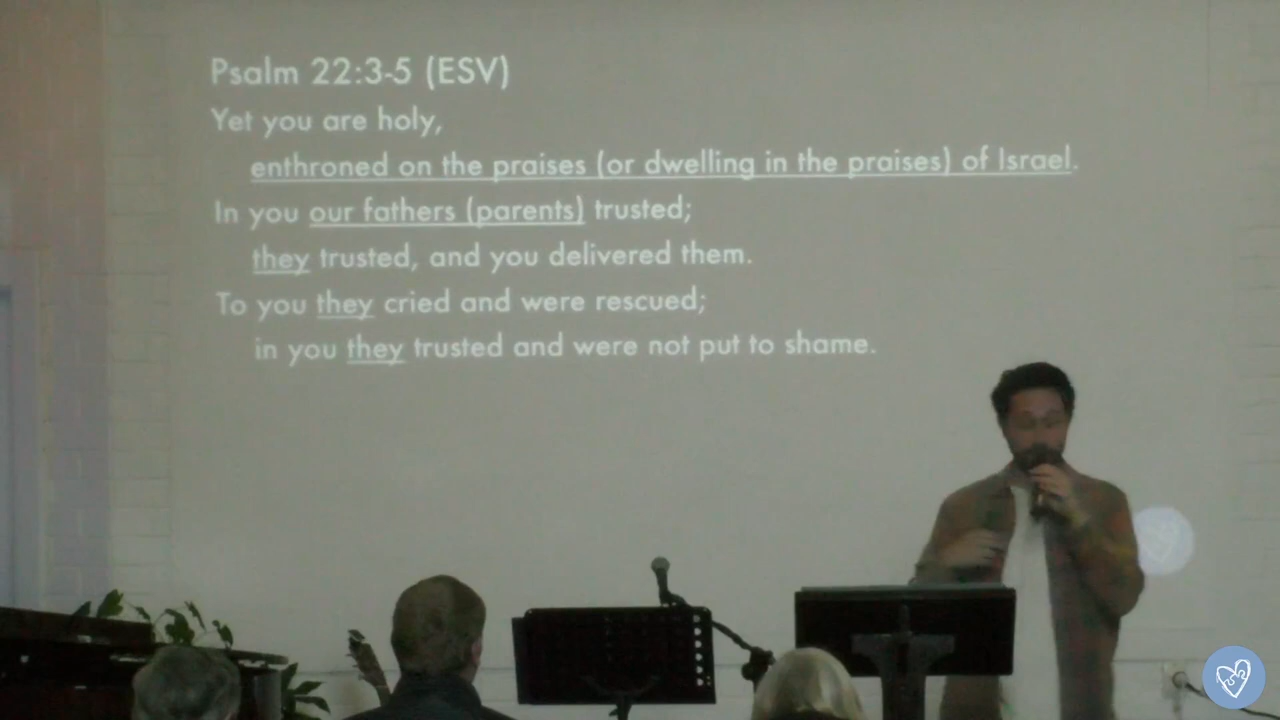 Psalm 22:3-5 (ESV)
Yet you are holy,
enthroned on the praises (or dwelling in the praises) of Israel.
In you our fathers (parents) trusted;
they trusted, and you delivered them.
To you they cried and were rescued;
in you they trusted and were not put to shame.